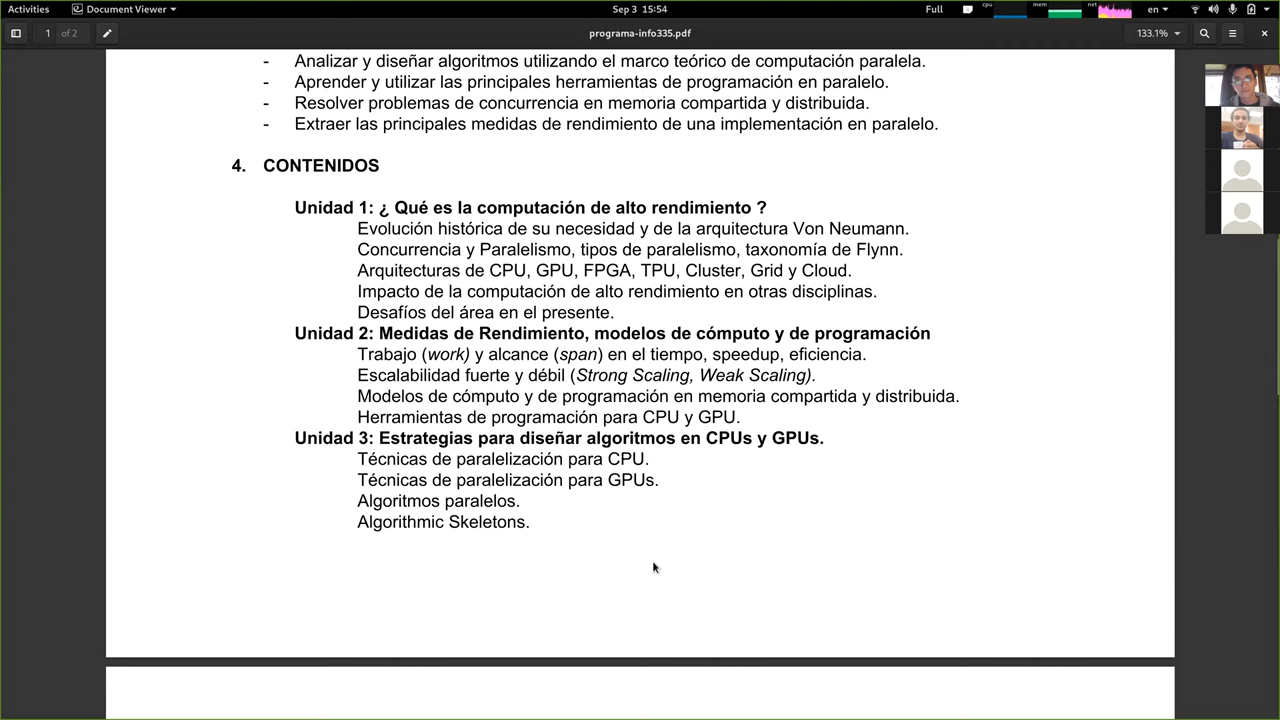 Activities Document Viewer Sep 3 15:54 Full cpu mem net en
1 of 2 programa-info335.pdf 133.1%
- Analizar y diseñar algoritmos utilizando el marco teórico de computación paralela.
- Aprender y utilizar las principales herramientas de programación en paralelo.
- Resolver problemas de concurrencia en memoria compartida y distribuida.
- Extraer las principales medidas de rendimiento de una implementación en paralelo.
4. CONTENIDOS
Unidad 1: ¿ Qué es la computación de alto rendimiento ?
Evolución histórica de su necesidad y de la arquitectura Von Neumann.
Concurrencia y Paralelismo, tipos de paralelismo, taxonomía de Flynn.
Arquitecturas de CPU, GPU, FPGA, TPU, Cluster, Grid y Cloud.
Impacto de la computación de alto rendimiento en otras disciplinas.
Desafíos del área en el presente.
Unidad 2: Medidas de Rendimiento, modelos de cómputo y de programación
Trabajo (work) y alcance (span) en el tiempo, speedup, eficiencia.
Escalabilidad fuerte y débil (Strong Scaling, Weak Scaling).
Modelos de cómputo y de programación en memoria compartida y distribuida.
Herramientas de programación para CPU y GPU.
Unidad 3: Estrategias para diseñar algoritmos en CPUs y GPUs.
Técnicas de paralelización para CPU.
Técnicas de paralelización para GPUs.
Algoritmos paralelos.
Algorithmic Skeletons.